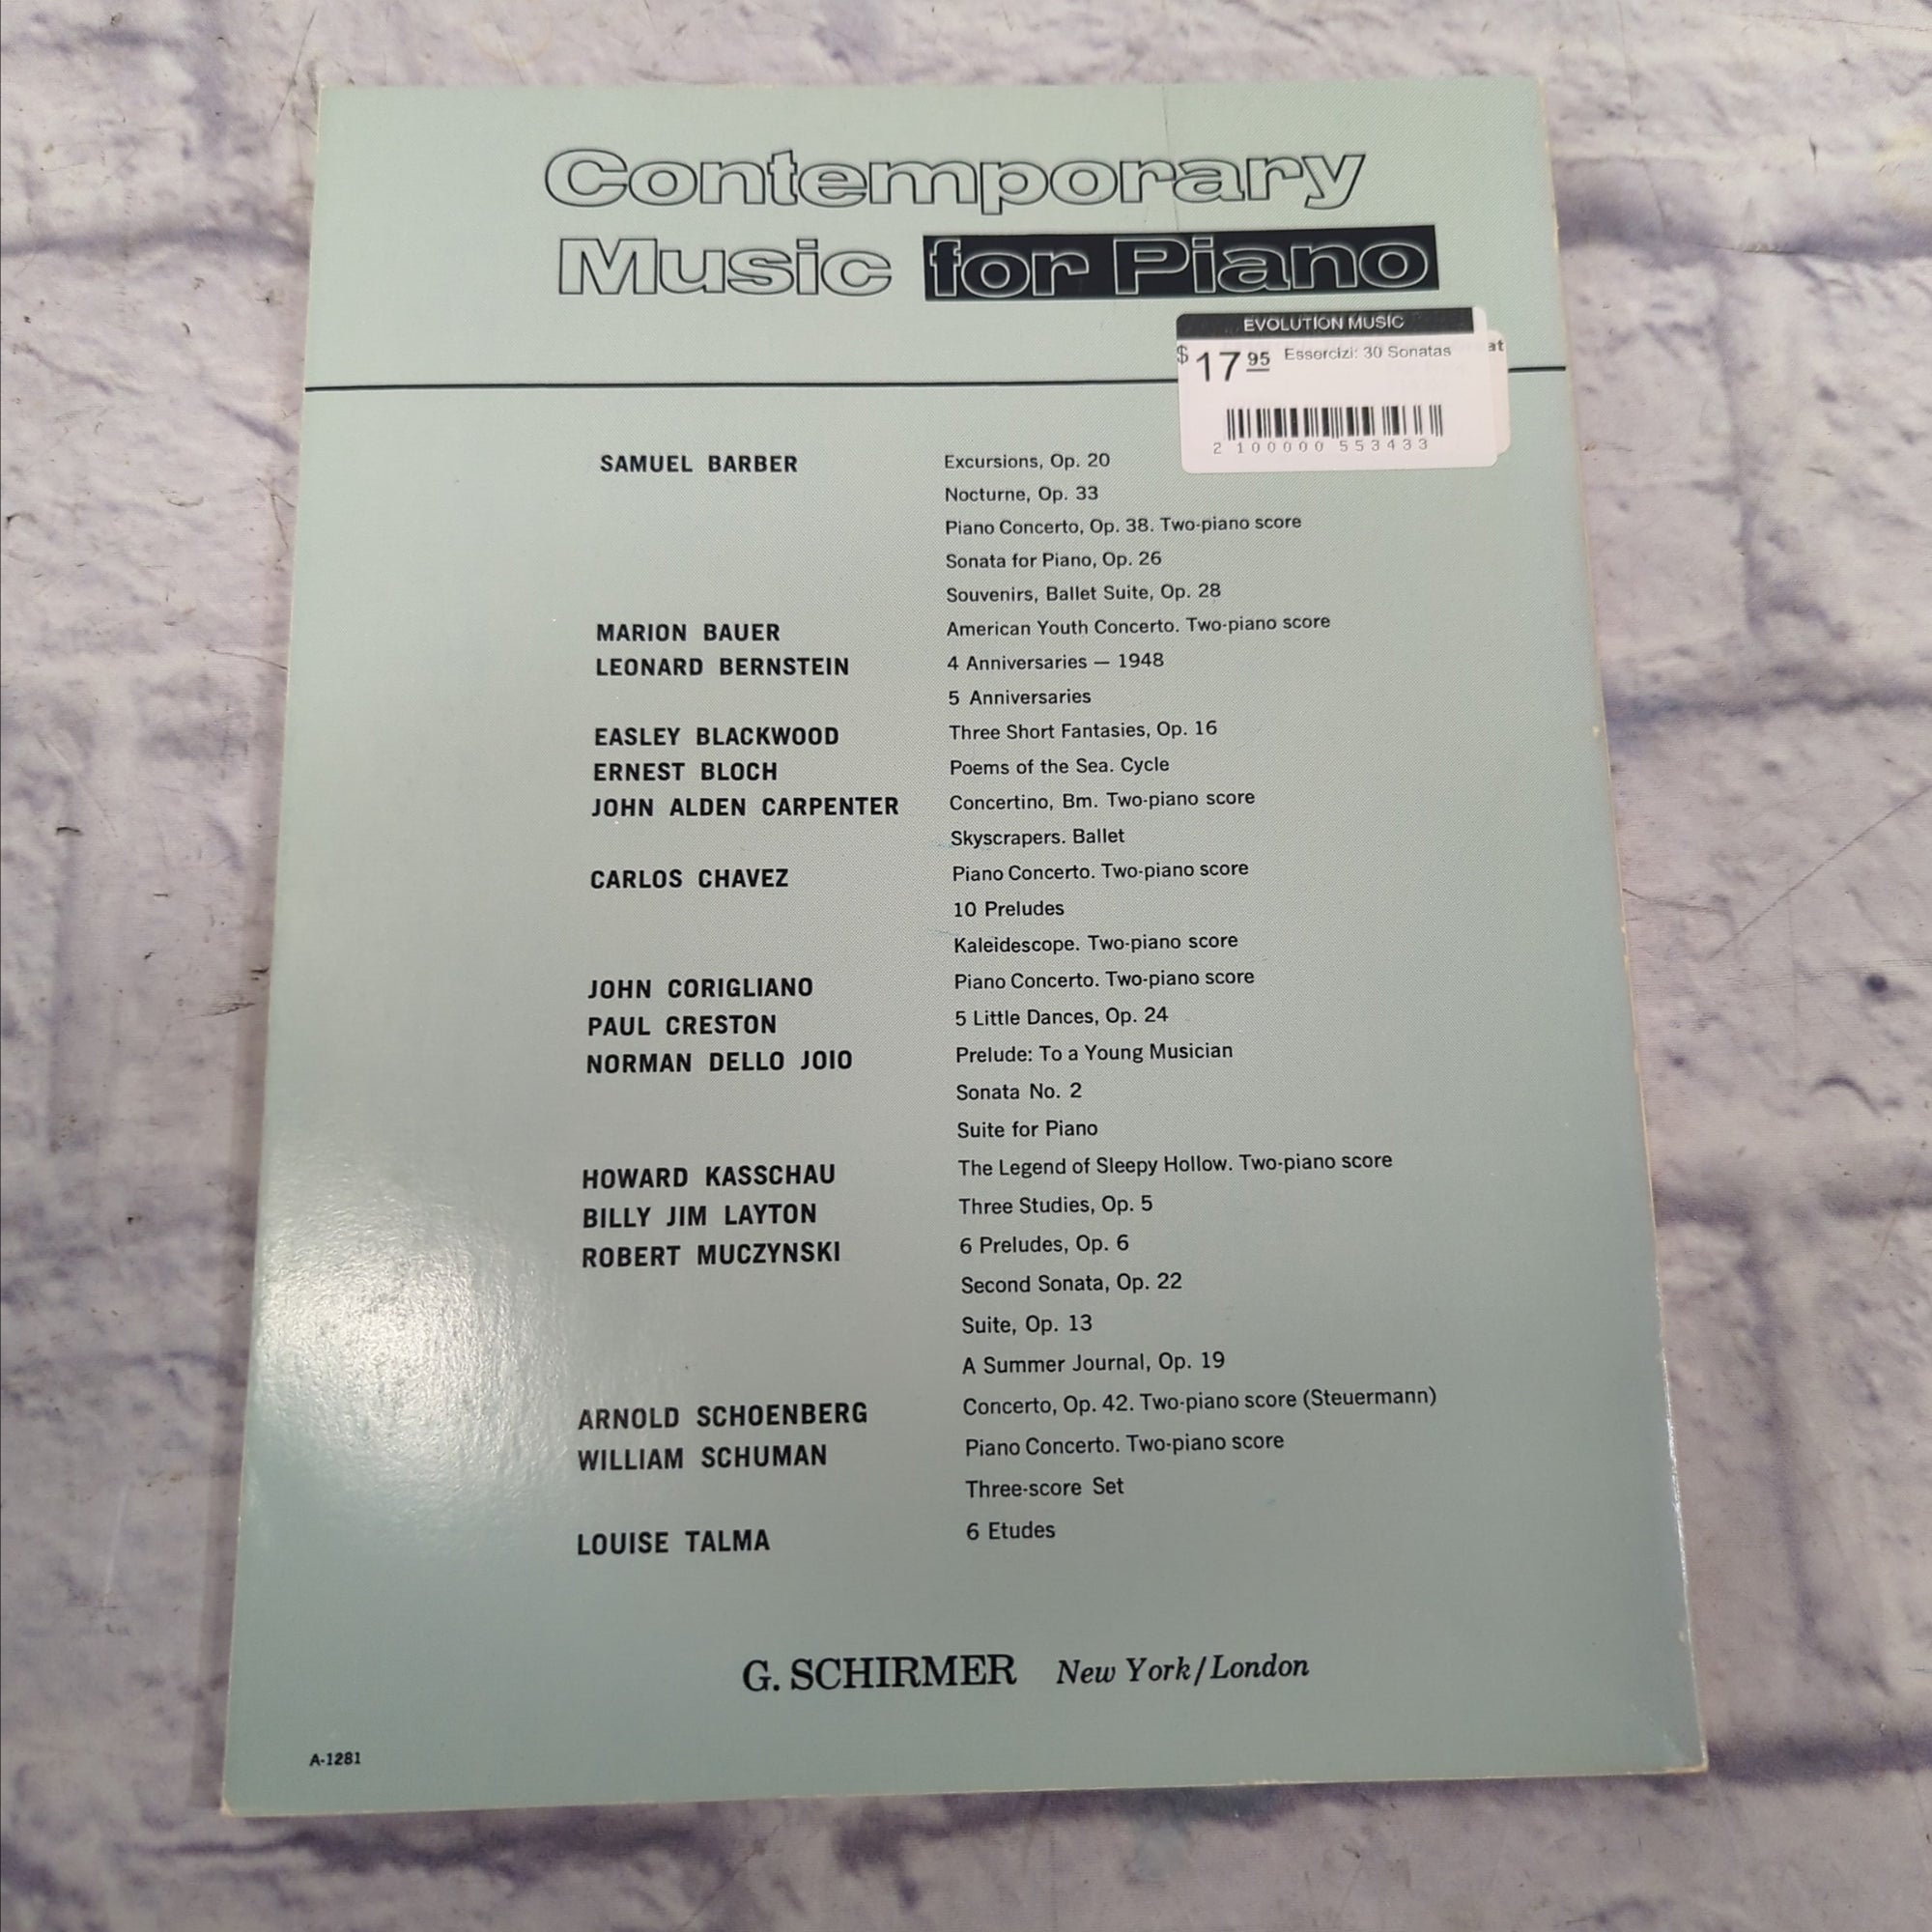 Contemporary
Music for Piano
EVOLUTION MUSIC
$17 95 Essercizi: 30 Sonatas
at
2 100000 553433
SAMUEL BARBER Excursions, Op. 20
Nocturne, Op. 33
Piano Concerto, Op. 38. Two-piano score
Sonata for Piano, Op. 26
Souvenirs, Ballet Suite, Op. 28
MARION BAUER American Youth Concerto. Two-piano score
LEONARD BERNSTEIN 4 Anniversaries — 1948
5 Anniversaries
EASLEY BLACKWOOD Three Short Fantasies, Op. 16
ERNEST BLOCH Poems of the Sea. Cycle
JOHN ALDEN CARPENTER Concertino, Bm. Two-piano score
Skyscrapers. Ballet
CARLOS CHAVEZ Piano Concerto. Two-piano score
10 Preludes
Kaleidescope. Two-piano score
JOHN CORIGLIANO Piano Concerto. Two-piano score
PAUL CRESTON 5 Little Dances, Op. 24
NORMAN DELLO JOIO Prelude: To a Young Musician
Sonata No. 2
Suite for Piano
HOWARD KASSCHAU The Legend of Sleepy Hollow. Two-piano score
BILLY JIM LAYTON Three Studies, Op. 5
ROBERT MUCZYNSKI 6 Preludes, Op. 6
Second Sonata, Op. 22
Suite, Op. 13
A Summer Journal, Op. 19
ARNOLD SCHOENBERG Concerto, Op. 42. Two-piano score (Steuermann)
WILLIAM SCHUMAN Piano Concerto. Two-piano score
Three-score Set
LOUISE TALMA 6 Etudes
G. SCHIRMER New York/London
A-1281